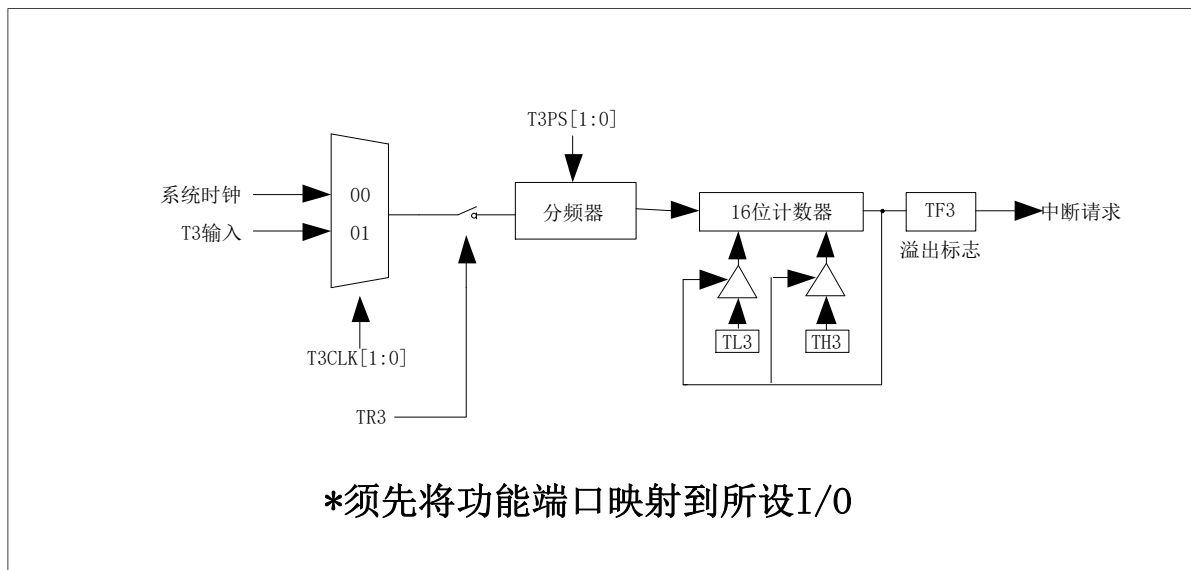 T3PS[1:0]
系统时钟
00
分频器
16位计数器
TF3
中断请求
T3输入
01
溢出标志
TL3
TH3
T3CLK[1:0]
TR3
*须先将功能端口映射到所设I/O